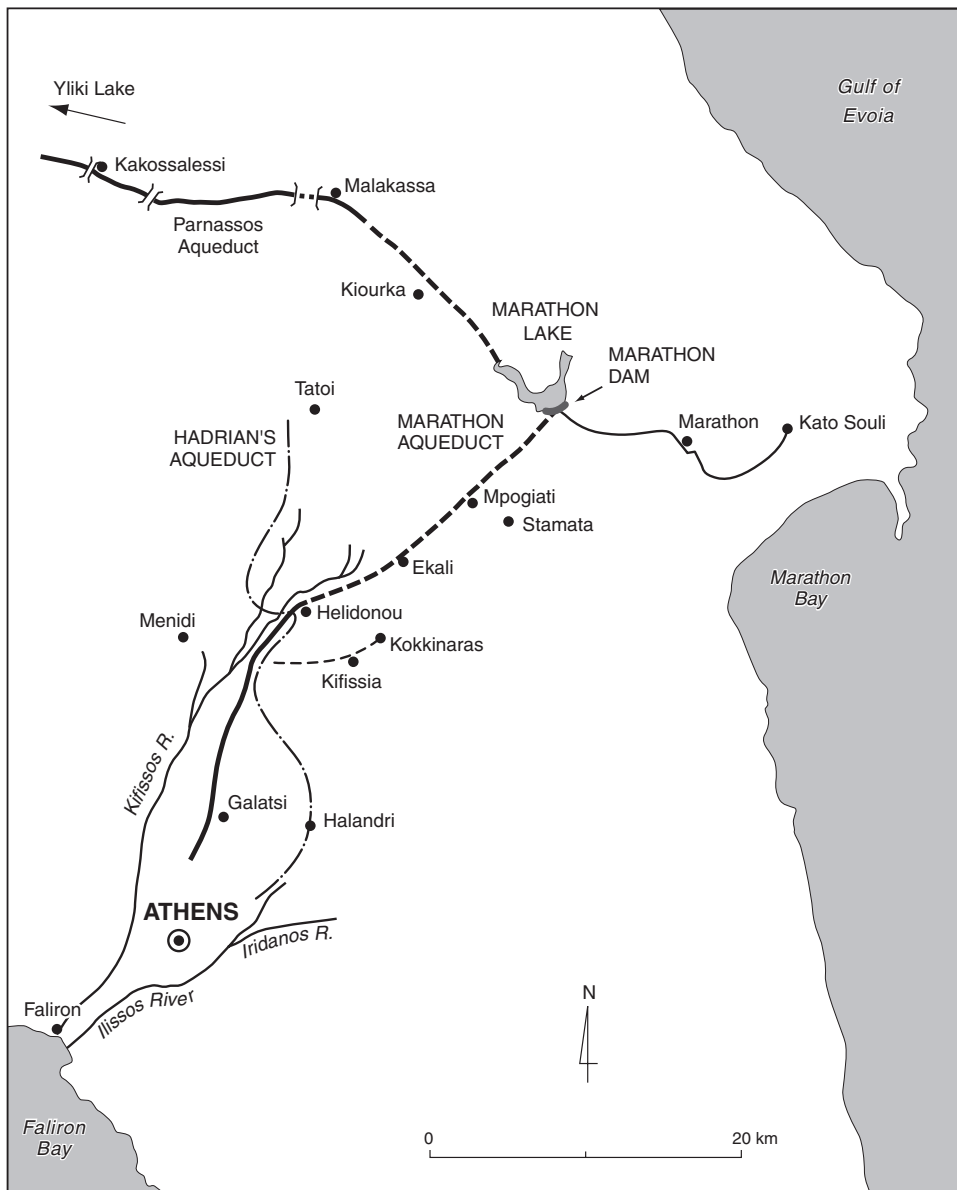 Gulf of
Evoia
Yliki Lake
Kakossalessi
Malakassa
Parnassos
Aqueduct
Kiourka
MARATHON
LAKE
MARATHON
DAM
Tatoi
MARATHON
AQUEDUCT
HADRIAN'S
AQUEDUCT
Marathon
Kato Souli
Mpogiati
Stamata
Ekali
Marathon
Bay
Helidonou
Menidi
Kokkinaras
Kifissia
Kifissos R.
Galatsi
Halandri
ATHENS
Iridanos R.
Ilissos River
Faliron
N
Faliron
Bay
0 20 km